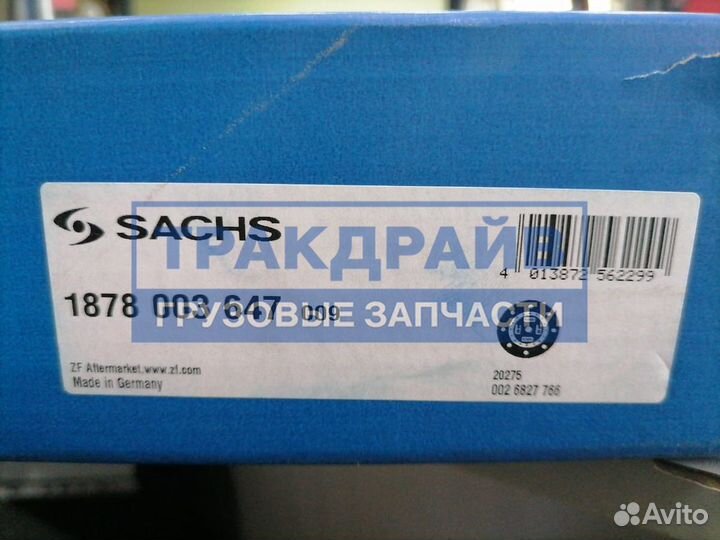 SACHS
ТРАКДРАЙВ
4 013872 562299
1878 003 647 009
ГРУЗОВЫЕ ЗАПЧАСТИ
ZF Aftermarket.www.zf.com
Made in Germany
20275
002 6827 766
Avito